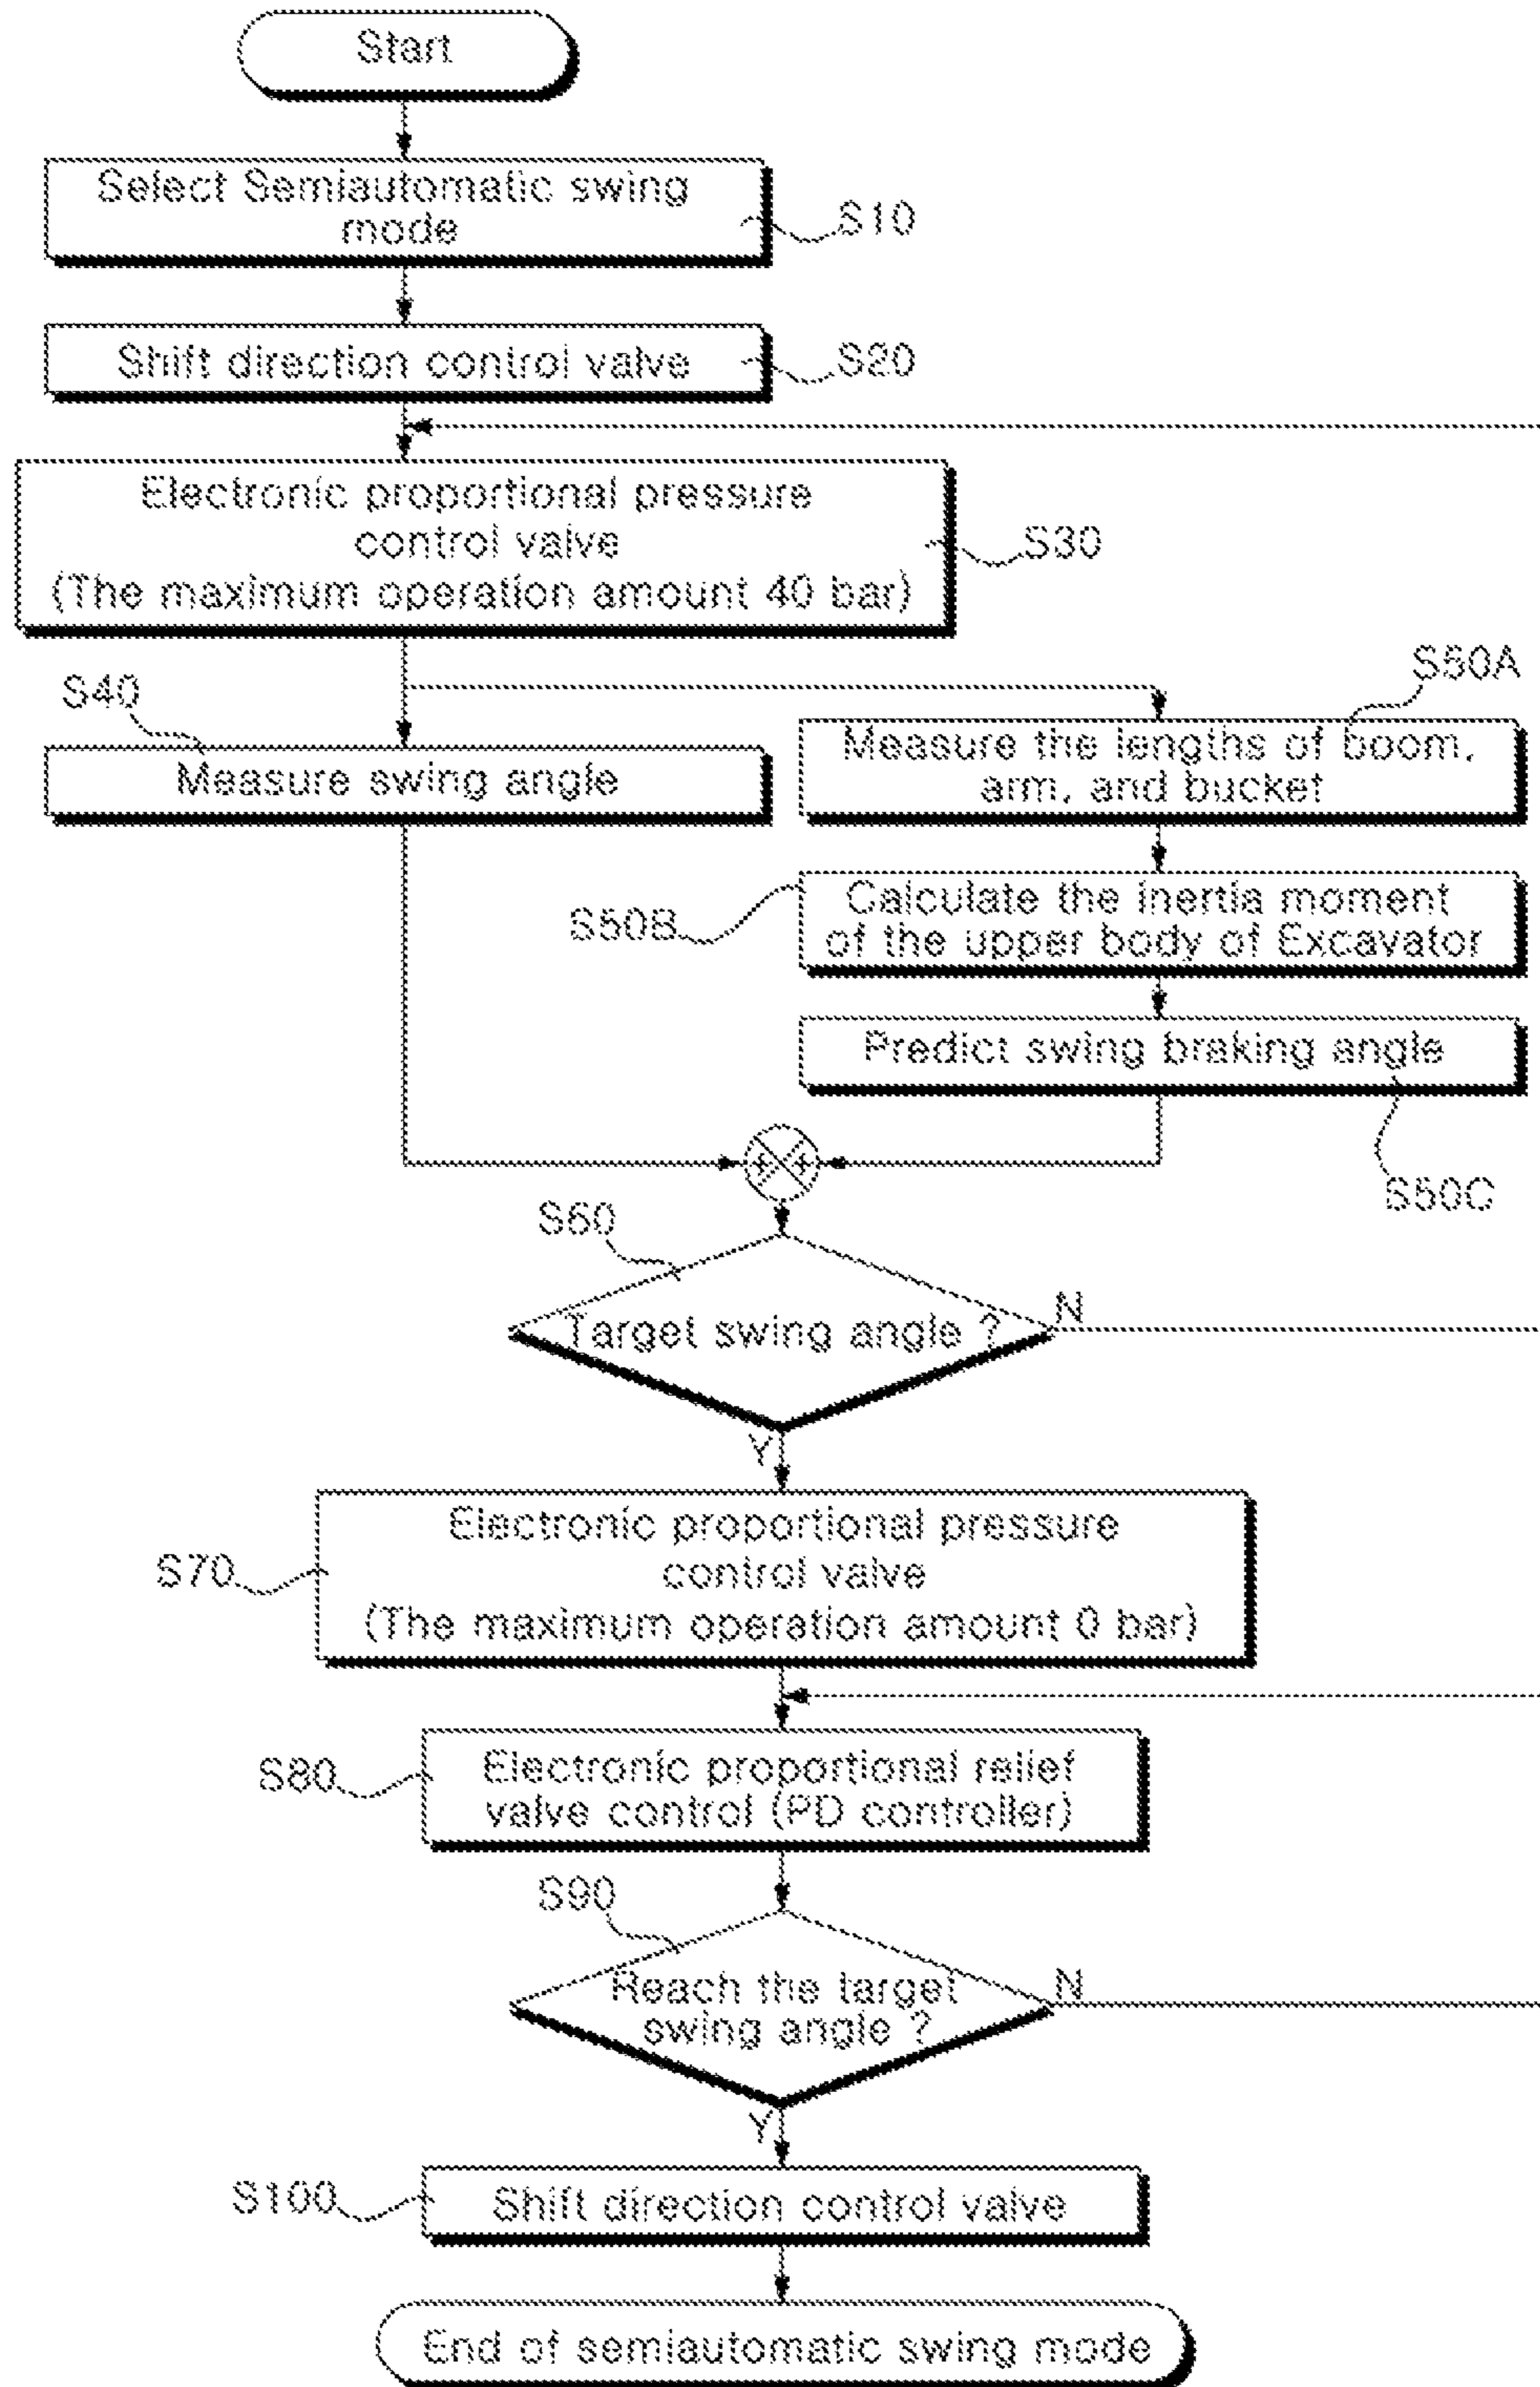 Start
Select Semiautomatic swing
mode
S10
Shift direction control valve
S20
Electronic proportional pressure
control valve
(The maximum operation amount 40 bar)
S30
S40
Measure swing angle
S50A
Measure the lengths of boom,
arm, and bucket
S50B
Calculate the inertia moment
of the upper body of Excavator
Predict swing braking angle
S50C
+ +
S60
Target swing angle ?
N
Y
S70
Electronic proportional pressure
control valve
(The maximum operation amount 0 bar)
S80
Electronic proportional relief
valve control (PD controller)
S90
Reach the target
swing angle ?
N
Y
S100
Shift direction control valve
End of semiautomatic swing mode